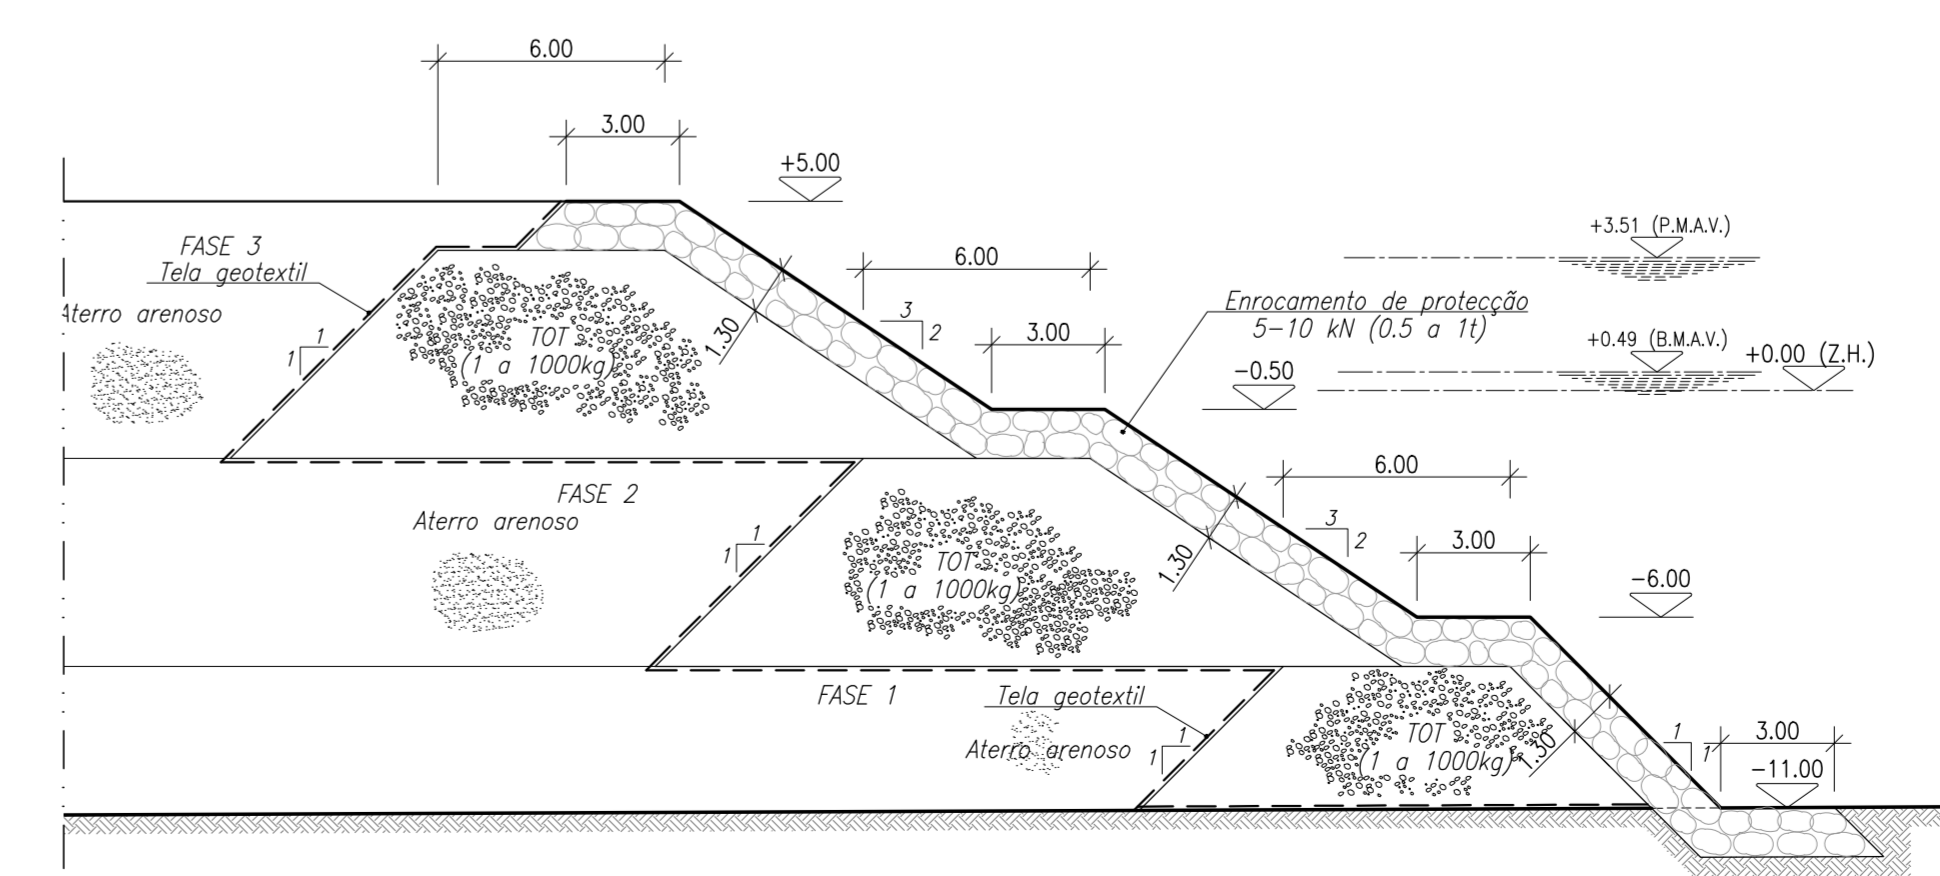 6.00
3.00
+5.00
FASE 3
Tela geotextil
Aterro arenoso
1
1
TOT
(1 a 1000kg)
1.30
3
2
6.00
3.00
-0.50
Enrocamento de protecção
5-10 kN (0.5 a 1t)
+3.51 (P.M.A.V.)
+0.49 (B.M.A.V.)
+0.00 (Z.H.)
FASE 2
Aterro arenoso
1
1
TOT
(1 a 1000kg)
1.30
3
2
6.00
3.00
-6.00
FASE 1
Tela geotextil
Aterro arenoso
1
1
TOT
(1 a 1000kg)
1.30
1
1
3.00
-11.00